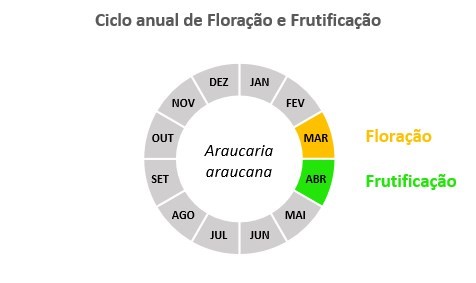 Ciclo anual de Floração e Frutificação
DEZ
JAN
NOV
FEV
OUT
MAR
Floração
Araucaria
araucana
SET
ABR
Frutificação
AGO
MAI
JUL
JUN